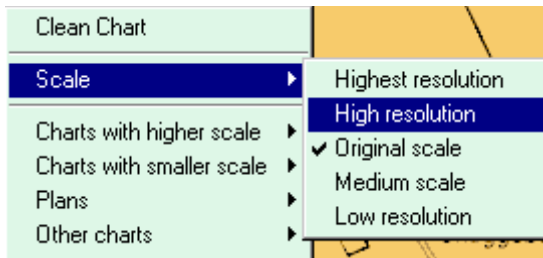 Clean Chart
Scale
Charts with higher scale
Charts with smaller scale
Plans
Other charts
Highest resolution
High resolution
Original scale
Medium scale
Low resolution